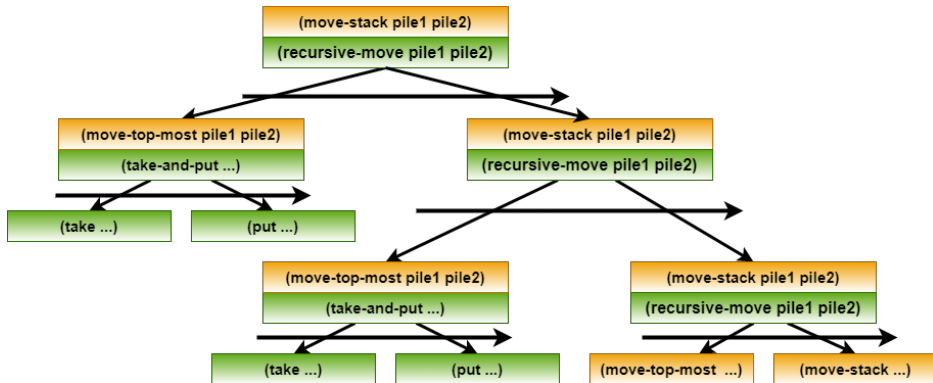 (move-stack pile1 pile2)
(recursive-move pile1 pile2)
(move-top-most pile1 pile2)
(take-and-put ...)
(move-stack pile1 pile2)
(recursive-move pile1 pile2)
(take ...)
(put ...)
(move-top-most pile1 pile2)
(take-and-put ...)
(move-stack pile1 pile2)
(recursive-move pile1 pile2)
(take ...)
(put ...)
(move-top-most ...)
(move-stack ...)